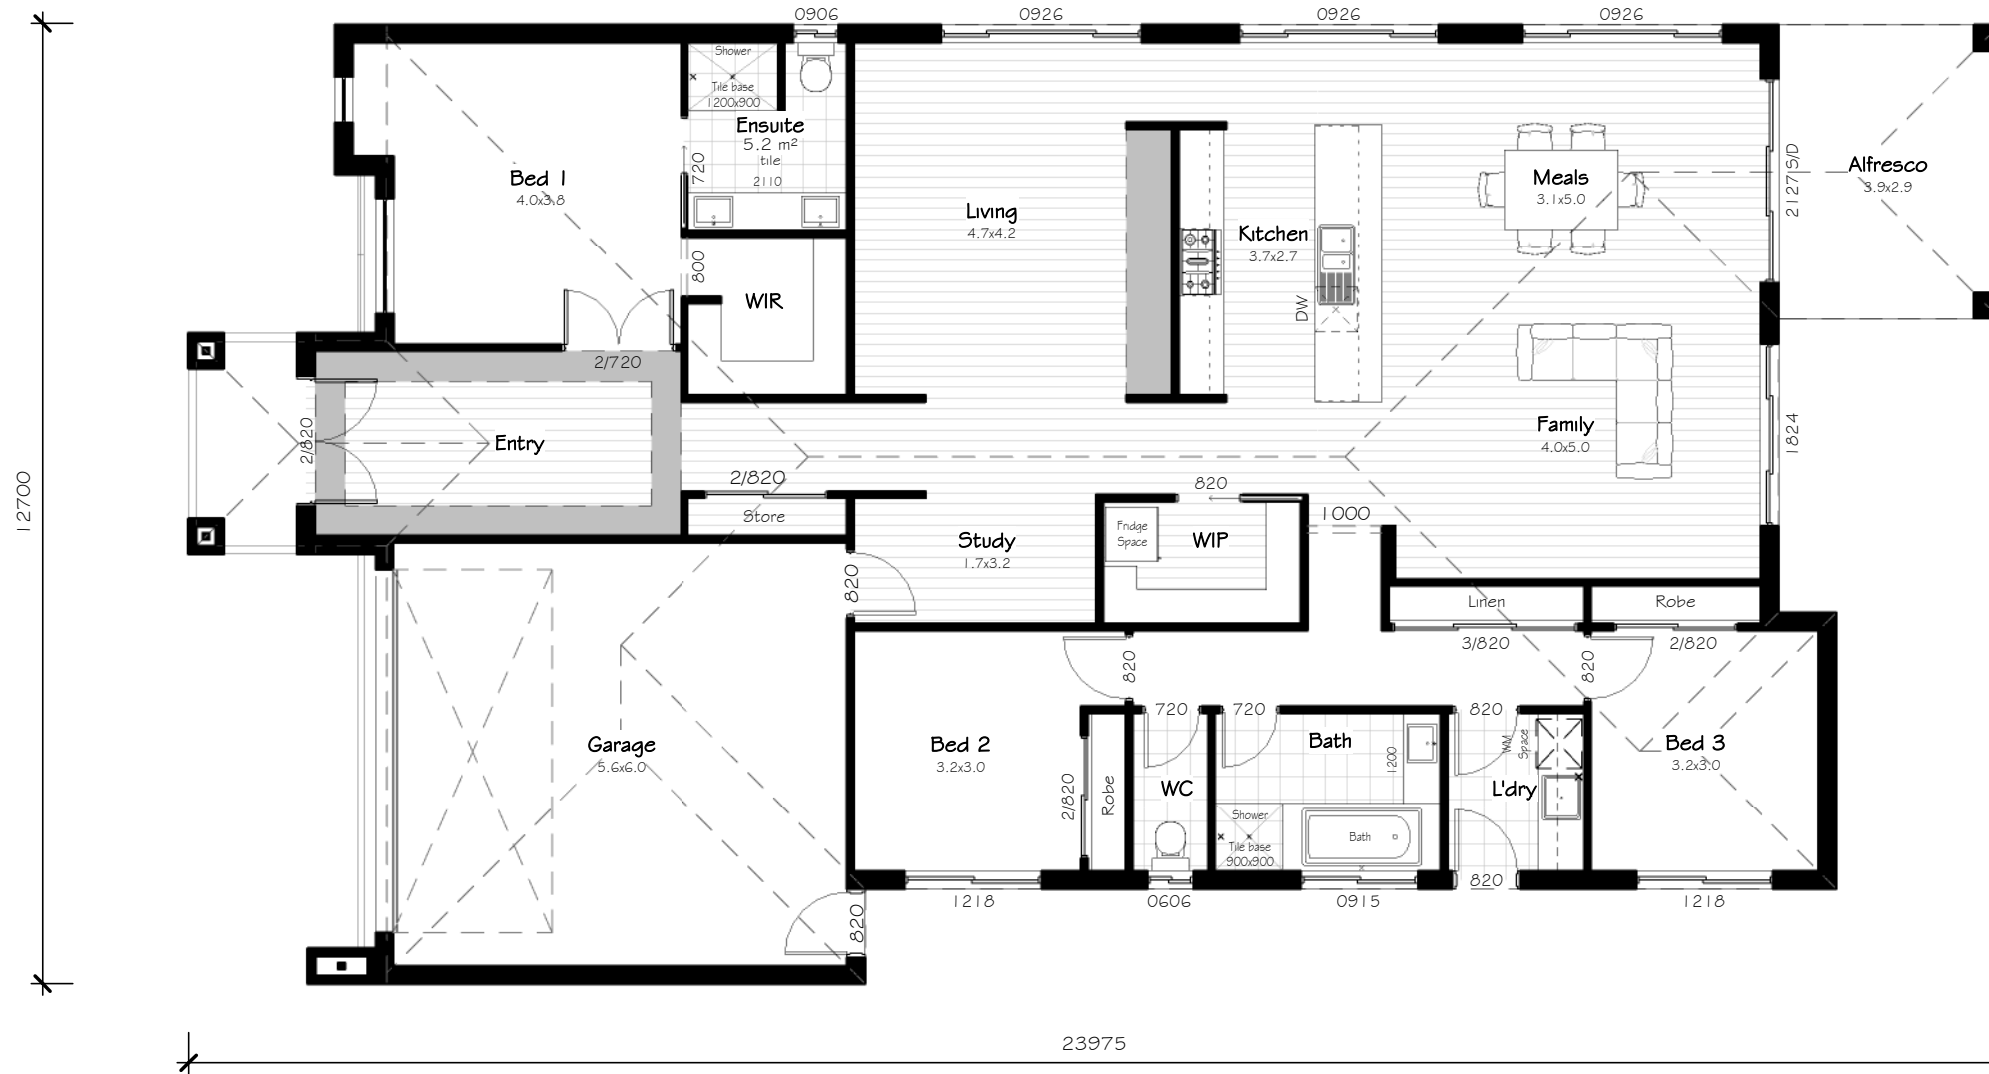 0906
0926
0926
0926
Shower
Tile base
1200x900
Ensuite
5.2 m²
tile
2110
720
Bed 1
4.0x3.8
Living
4.7x4.2
Kitchen
3.7x2.7
DW
Meals
3.1x5.0
2127 S/D
Alfresco
3.9x2.9
800
WIR
2/720
2/820
Entry
2/820
Store
Family
4.0x5.0
1824
12700
820
Fridge
Space
WIP
1000
Study
1.7x3.2
820
Linen
Robe
3/820
2/820
820
820
Garage
5.6x6.0
Bed 2
3.2x3.0
2/820
Robe
720
WC
720
Bath
1200
Shower
Tile base
900x900
Bath
820
WM
Space
L'dry
820
Bed 3
3.2x3.0
820
1218
0606
0915
1218
23975